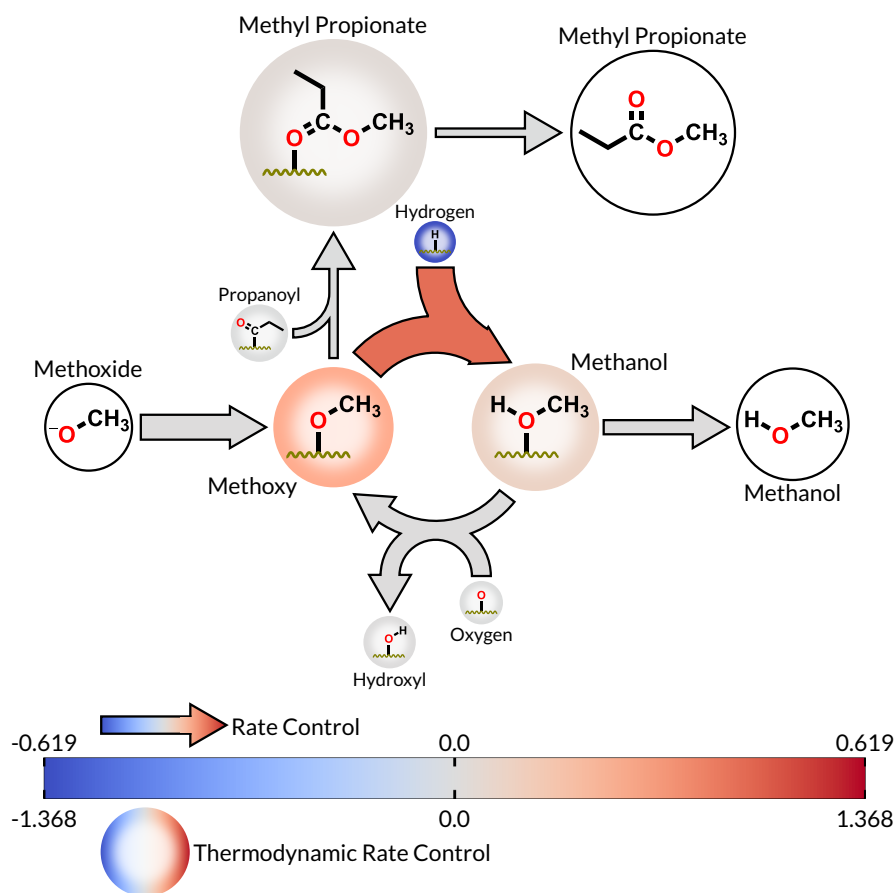 Methyl Propionate
Methyl Propionate
O
C
O
CH3
O
O
CH3
Hydrogen
H
Propanoyl
O
C
Methoxide
Methanol
−O
CH3
O
CH3
H
O
CH3
H
O
CH3
Methoxy
Methanol
O
Oxygen
O
H
Hydroxyl
Rate Control
-0.619
0.0
0.619
-1.368
0.0
1.368
Thermodynamic Rate Control